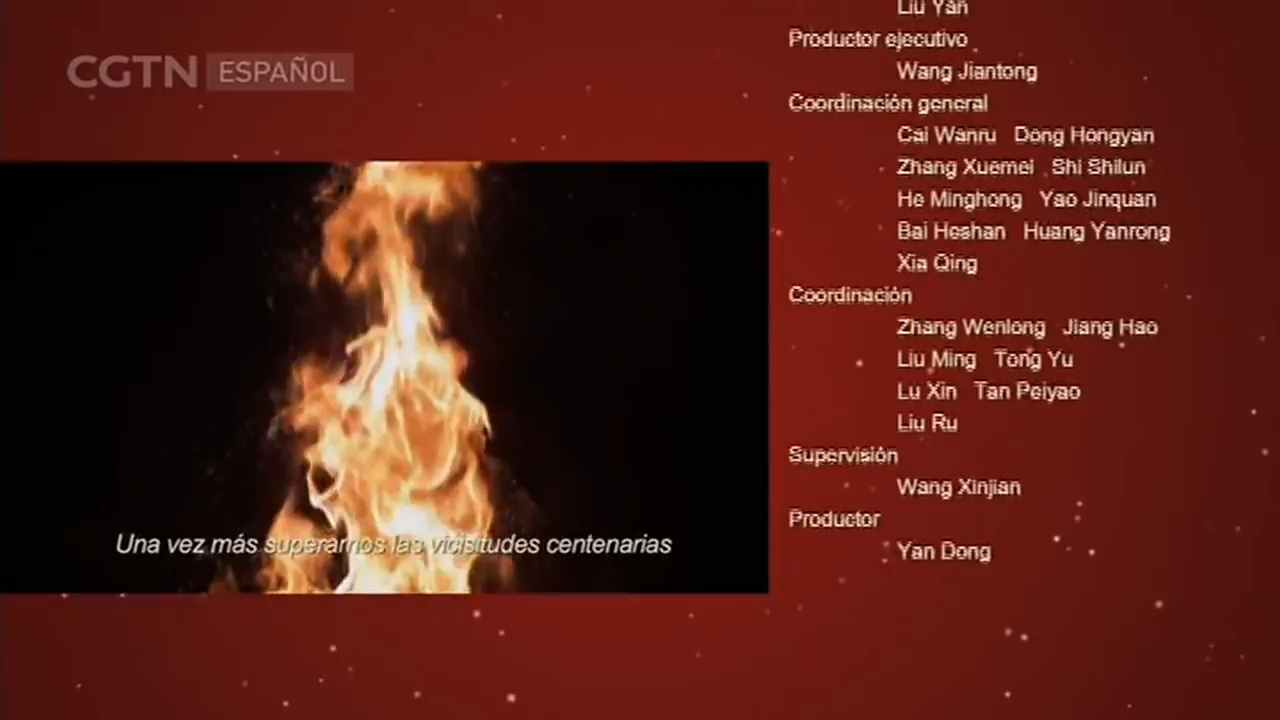 CGTN ESPAÑOL
Liu Yan
Productor ejecutivo
Wang Jiantong
Coordinación general
Cai Wanru Dong Hongyan
Zhang Xuemei Shi Shilun
He Minghong Yao Jinquan
Bai Heshan Huang Yanrong
Xia Qing
Coordinación
Zhang Wenlong Jiang Hao
Liu Ming Tong Yu
Lu Xin Tan Peiyao
Liu Ru
Supervisión
Wang Xinjian
Productor
Yan Dong
Una vez más superamos las vicisitudes centenarias